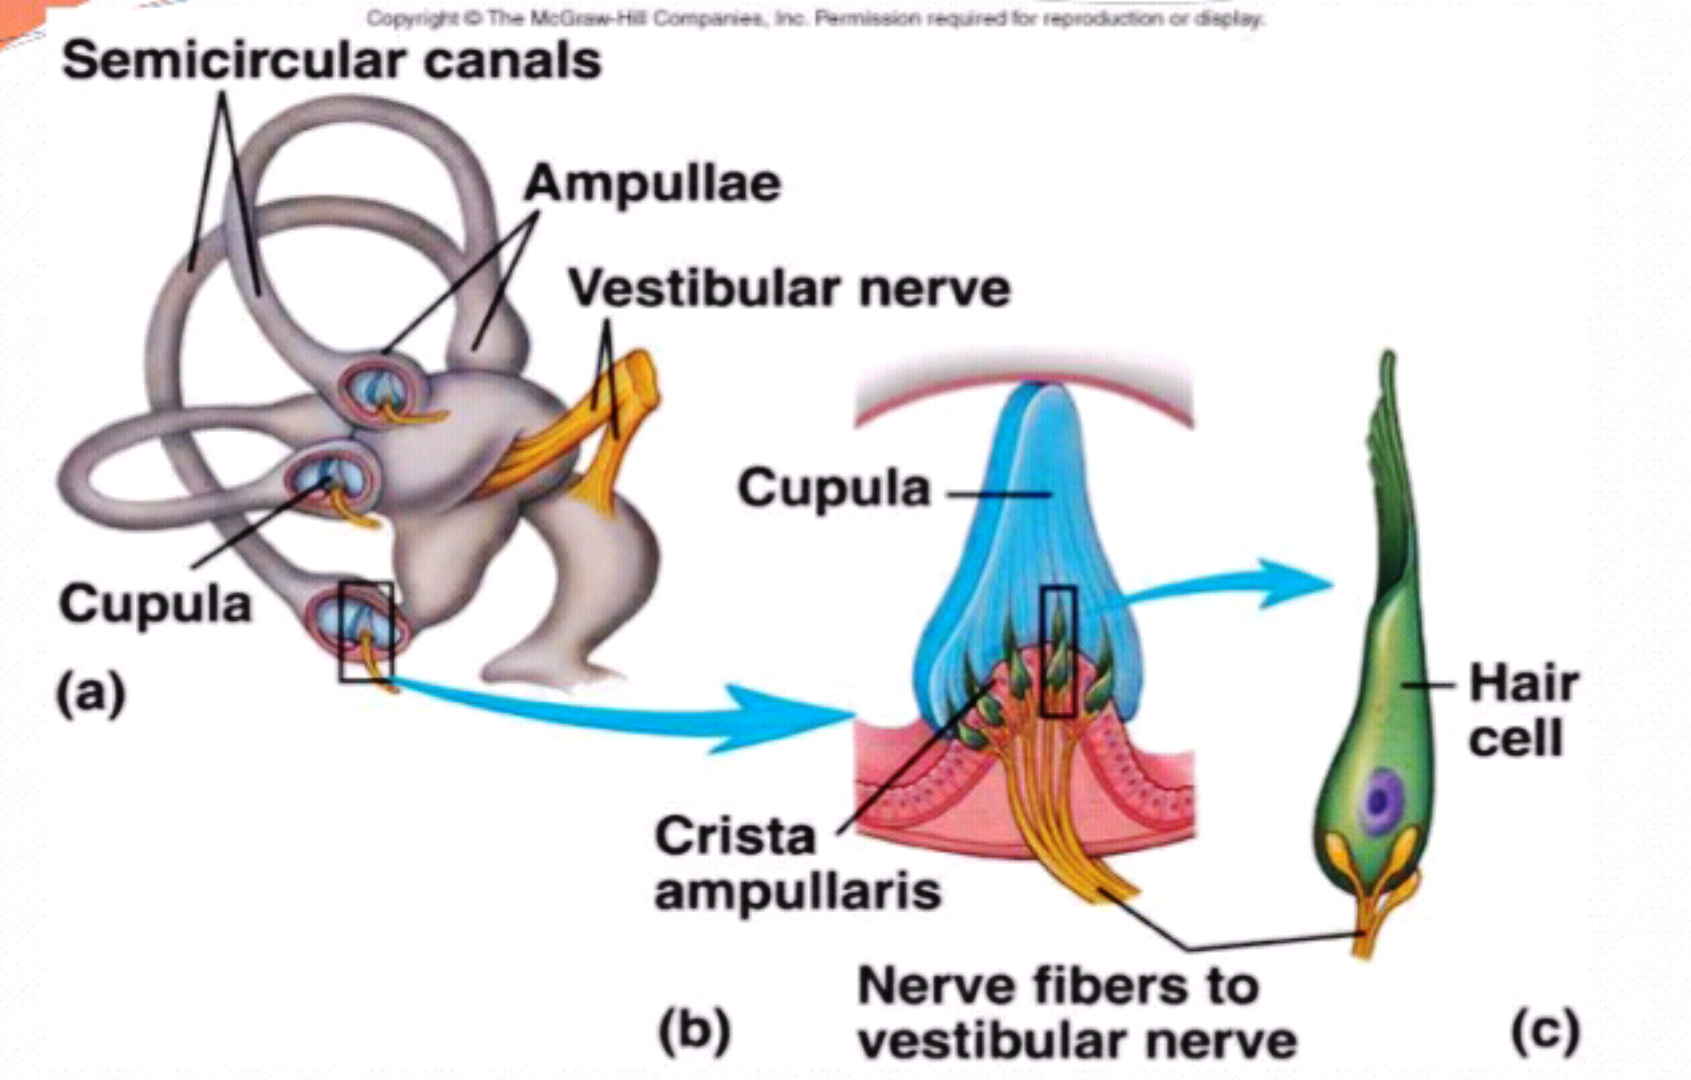 Copyright © The McGraw-Hill Companies, Inc. Permission required for reproduction or display.
Semicircular canals
Ampullae
Vestibular nerve
Cupula
Cupula
(a)
Hair
cell
Crista
ampullaris
Nerve fibers to
vestibular nerve
(b)
(c)